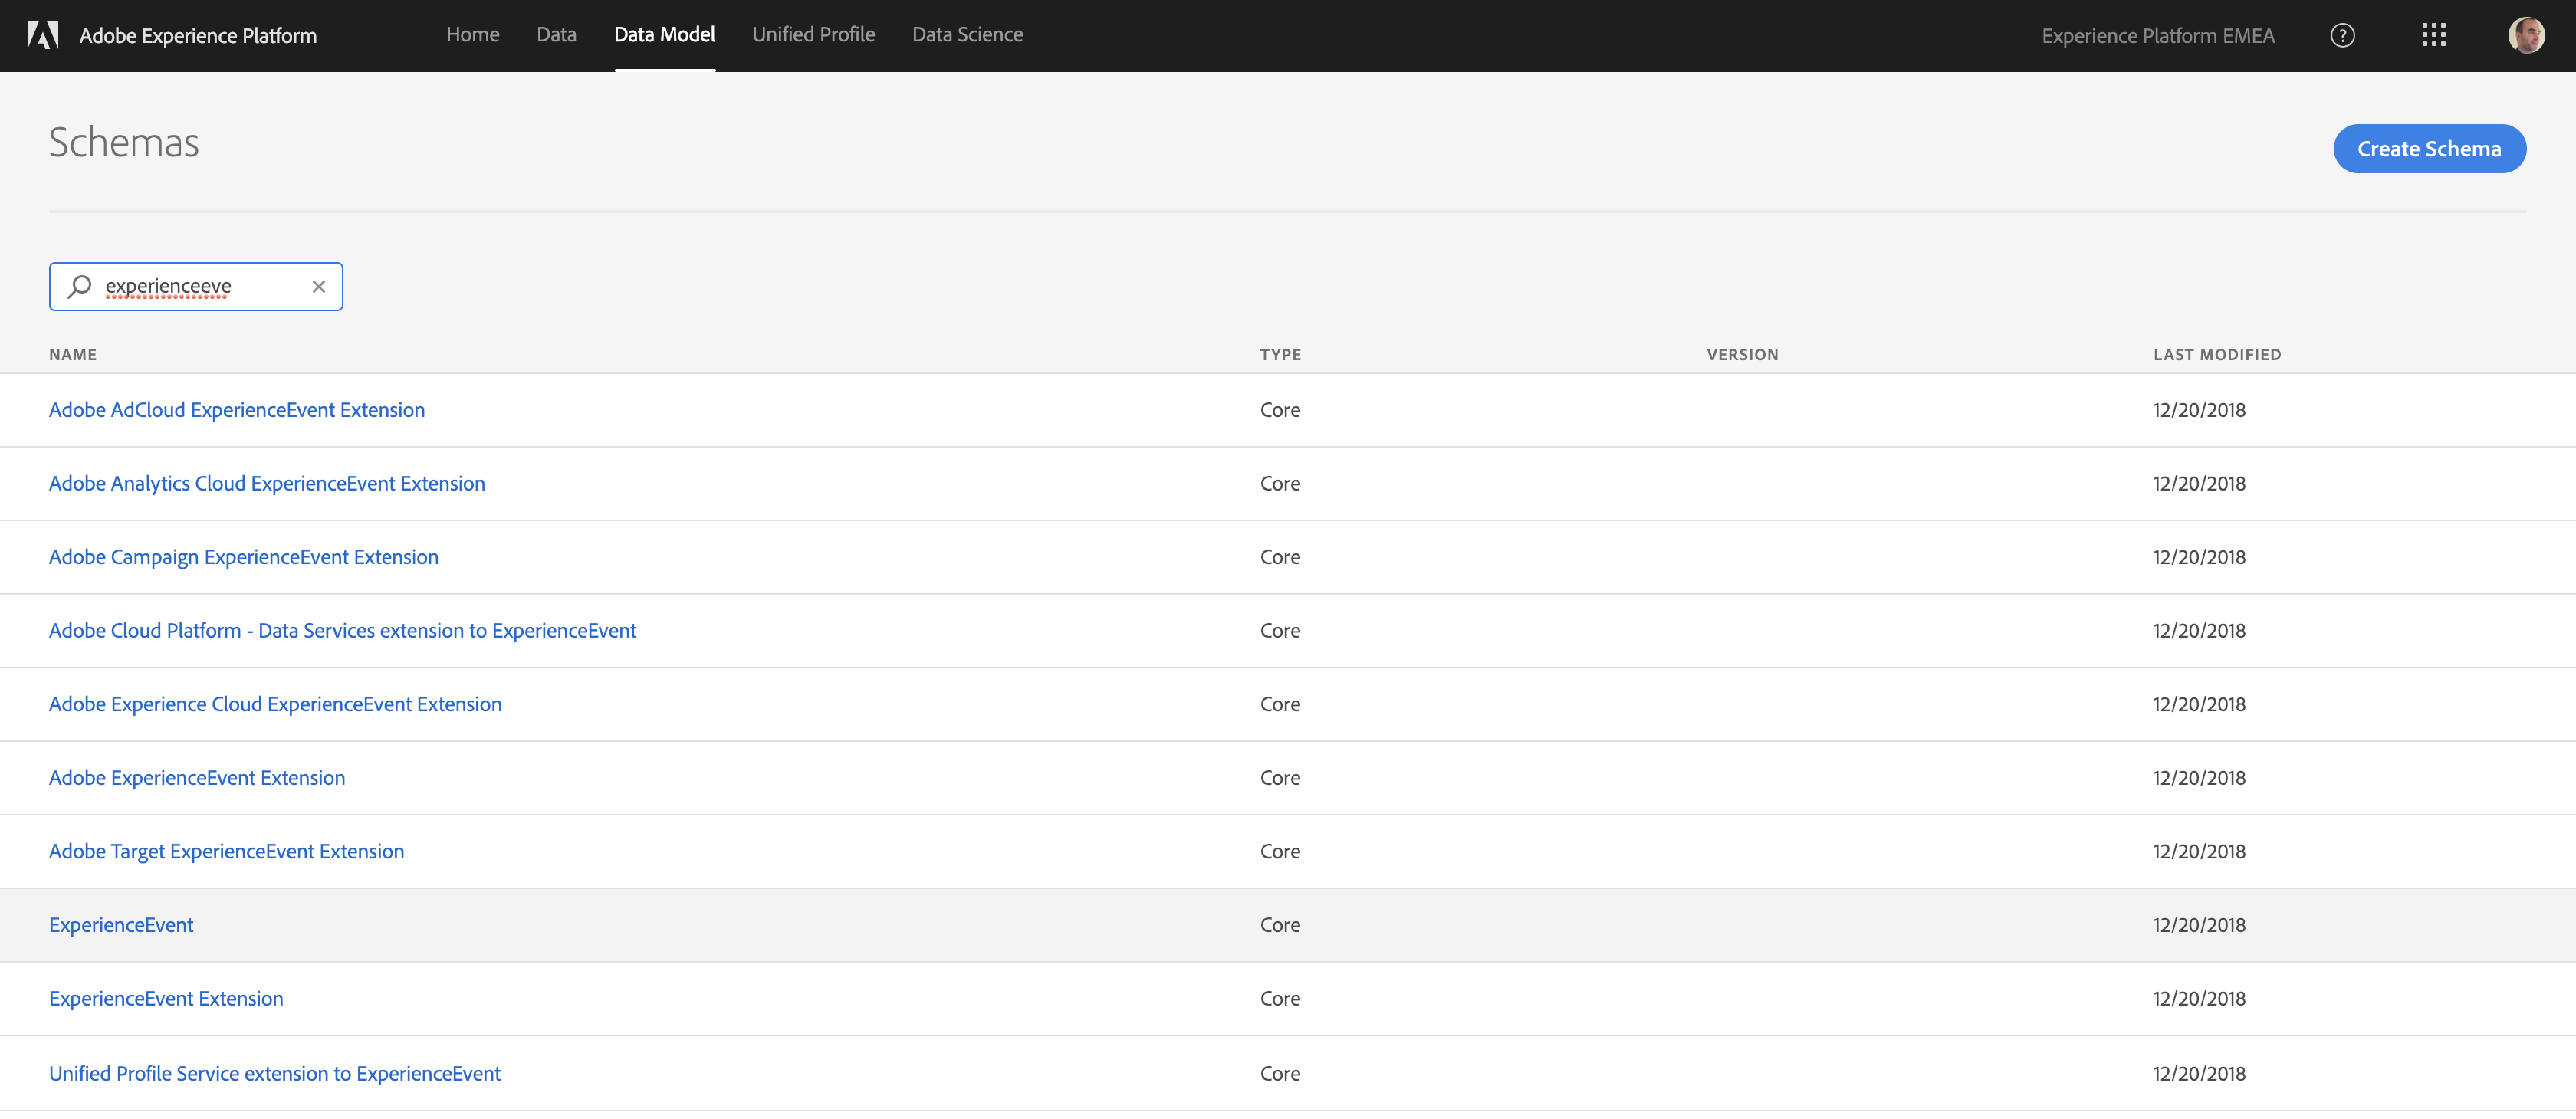 Adobe Experience Platform Home Data Data Model Unified Profile Data Science Experience Platform EMEA ?
Schemas
Create Schema
experienceeve
NAME TYPE VERSION LAST MODIFIED
Adobe AdCloud ExperienceEvent Extension Core 12/20/2018
Adobe Analytics Cloud ExperienceEvent Extension Core 12/20/2018
Adobe Campaign ExperienceEvent Extension Core 12/20/2018
Adobe Cloud Platform - Data Services extension to ExperienceEvent Core 12/20/2018
Adobe Experience Cloud ExperienceEvent Extension Core 12/20/2018
Adobe ExperienceEvent Extension Core 12/20/2018
Adobe Target ExperienceEvent Extension Core 12/20/2018
ExperienceEvent Core 12/20/2018
ExperienceEvent Extension Core 12/20/2018
Unified Profile Service extension to ExperienceEvent Core 12/20/2018